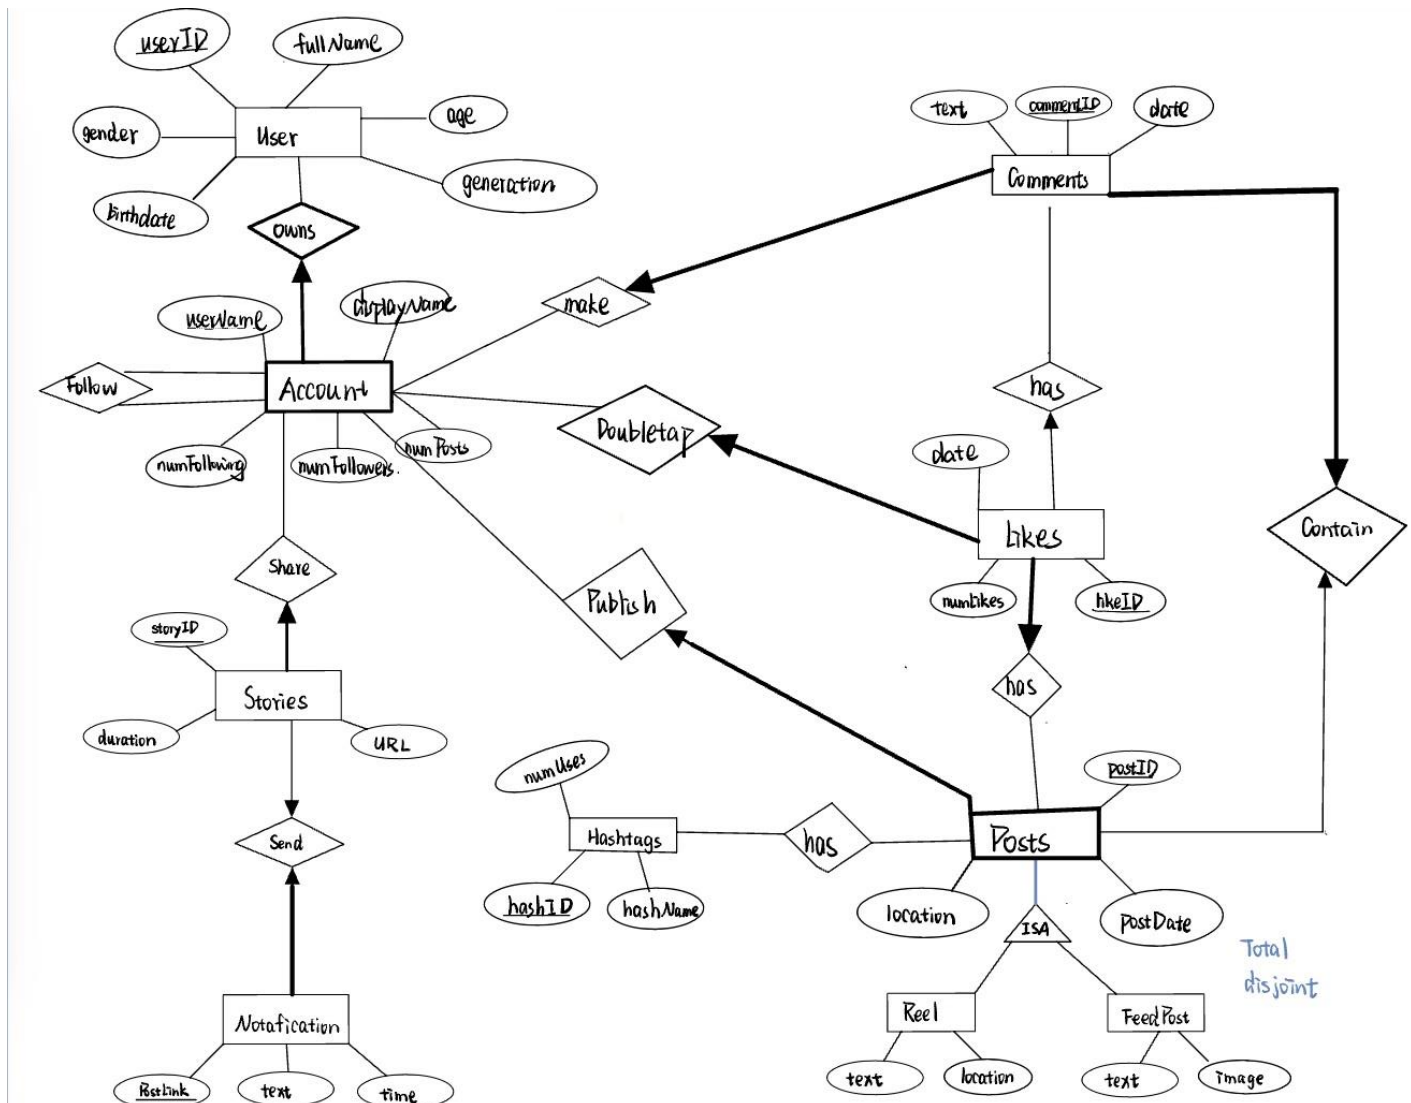 userID
fullName
gender
User
age
birthdate
generation
owns
text
commentID
date
Comments
userName
displayName
make
Follow
Account
numFollowing
numFollowers.
numPosts
Doubletap
has
date
Likes
numLikes
likeID
Contain
Share
Publish
storyID
Stories
duration
URL
has
Send
numUses
Hashtags
hashID
hashName
has
postID
Posts
location
postDate
ISA
Total
disjoint
Reel
FeedPost
text
location
text
image
Notafication
PostLink
text
time